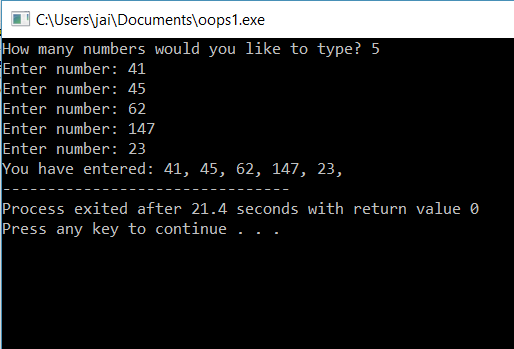 C:\Users\jai\Documents\oops1.exe
How many numbers would you like to type? 5
Enter number: 41
Enter number: 45
Enter number: 62
Enter number: 147
Enter number: 23
You have entered: 41, 45, 62, 147, 23,
--------------------------------
Process exited after 21.4 seconds with return value 0
Press any key to continue . . .